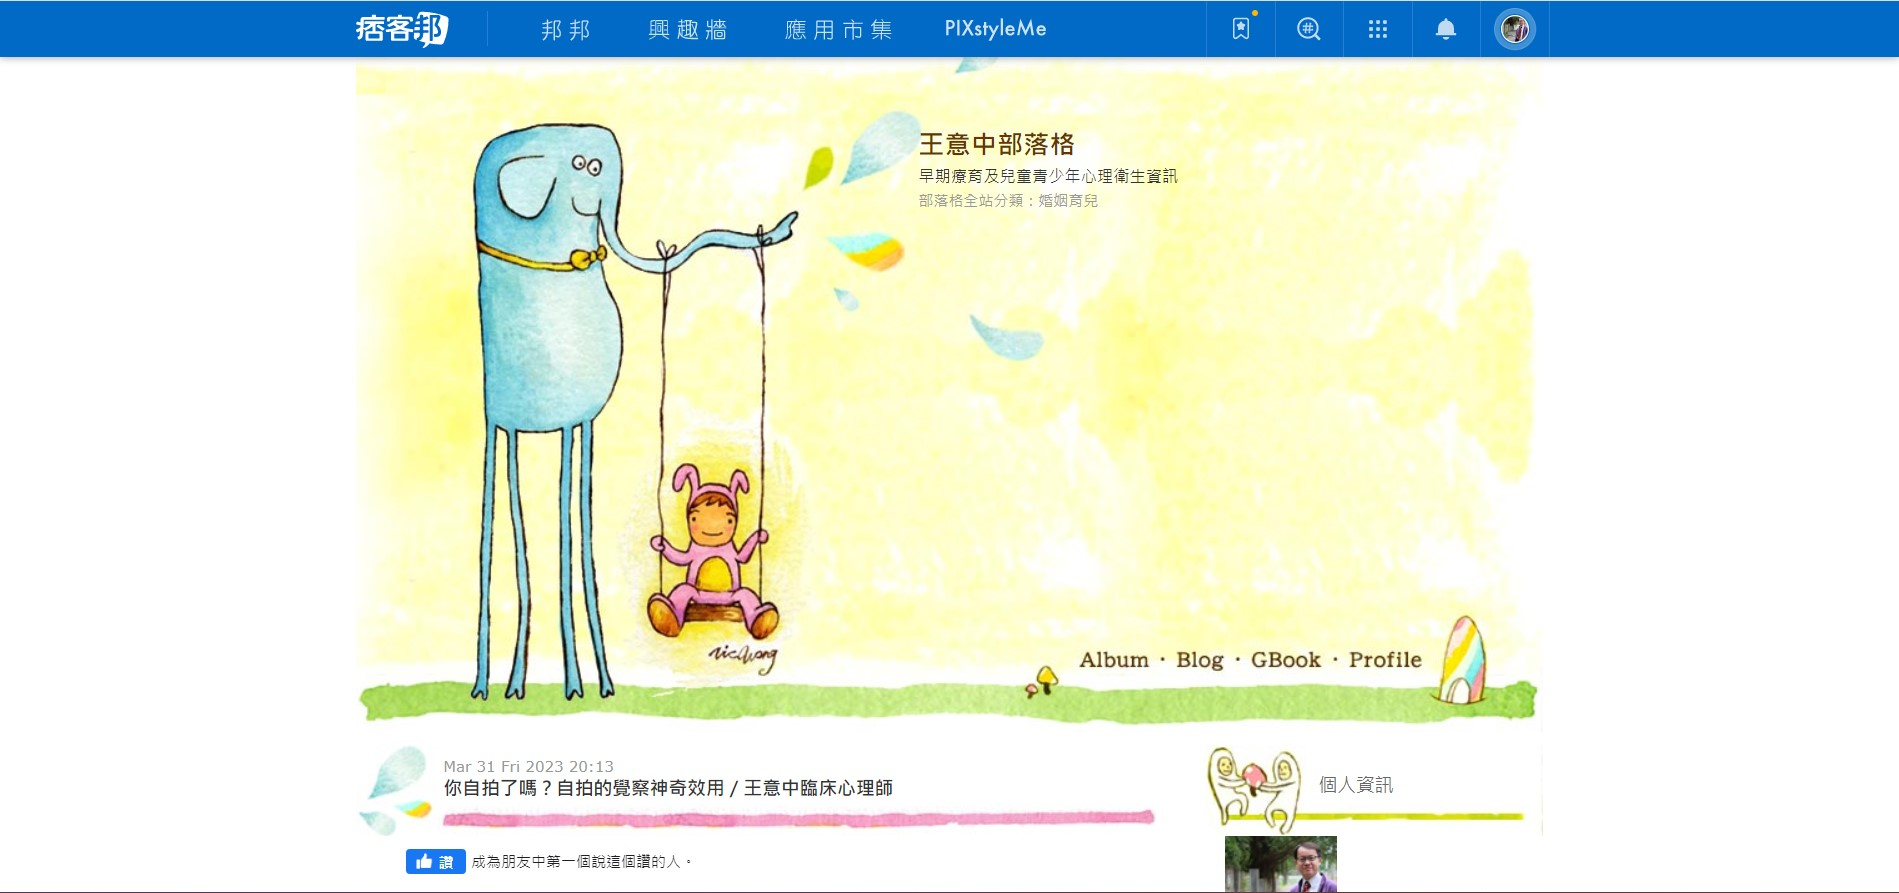 痞客邦
邦邦
興趣牆
應用市集
PIXstyleMe
王意中部落格
早期療育及兒童青少年心理衛生資訊
部落格全站分類：婚姻育兒
Album · Blog · GBook · Profile
Mar 31 Fri 2023 20:13
你自拍了嗎？自拍的覺察神奇效用 / 王意中臨床心理師
個人資訊
讚 成為朋友中第一個說這個讚的人。